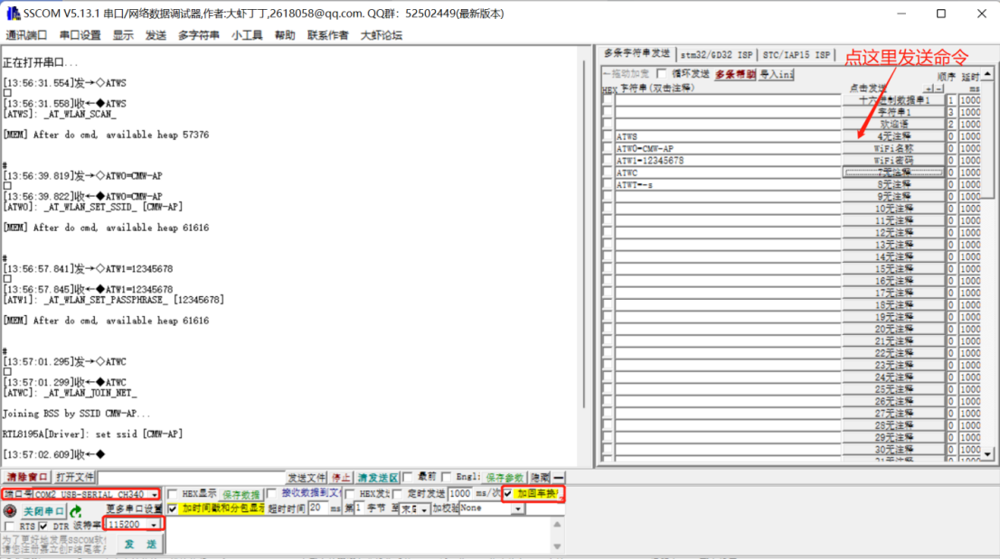 SSCOM V5.13.1 串口/网络数据调试器,作者:大虾丁丁,2618058@qq.com. QQ群：52502449(最新版本)
通讯端口 串口设置 显示 发送 多字符串 小工具 帮助 联系作者 大虾论坛
正在打开串口...
[13:56:31.554]发→◇ATWS
□
[13:56:31.558]收←◆ATWS
[ATWS]: _AT_WLAN_SCAN_
[MEM] After do cmd, available heap 57376
#
[13:56:39.819]发→◇ATW0=CMW-AP
□
[13:56:39.822]收←◆ATW0=CMW-AP
[ATW0]: _AT_WLAN_SET_SSID_ [CMW-AP]
[MEM] After do cmd, available heap 61616
#
[13:56:57.841]发→◇ATW1=12345678
□
[13:56:57.845]收←◆ATW1=12345678
[ATW1]: _AT_WLAN_SET_PASSPHRASE_ [12345678]
[MEM] After do cmd, available heap 61616
#
[13:57:01.295]发→◇ATWC
□
[13:57:01.299]收←◆ATWC
[ATWC]: _AT_WLAN_JOIN_NET_
Joining BSS by SSID CMW-AP...
RTL8195A[Driver]: set ssid [CMW-AP]
[13:57:02.609]收←◆
多条字符串发送 stm32/GD32 ISP STC/IAP15 ISP
点这里发送命令
←拖动加宽 循环发送 多条帮助 导入ini
顺序 延时
HEX 字符串(双击注释) 点击发送 ms
十六进制数据串1 1 1000
字符串1 3 1000
欢迎语 2 1000
ATWS 4无注释 0 1000
ATW0=CMW-AP WiFi名称 0 1000
ATW1=12345678 WiFi密码 0 1000
ATWC 7无注释 0 1000
ATWT=-s 8无注释 0 1000
9无注释 0 1000
10无注释 0 1000
11无注释 0 1000
12无注释 0 1000
13无注释 0 1000
14无注释 0 1000
15无注释 0 1000
16无注释 0 1000
17无注释 0 1000
18无注释 0 1000
19无注释 0 1000
20无注释 0 1000
21无注释 0 1000
22无注释 0 1000
23无注释 0 1000
24无注释 0 1000
25无注释 0 1000
26无注释 0 1000
27无注释 0 1000
28无注释 0 1000
29无注释 0 1000
30无注释 0 1000
清除窗口 打开文件 发送文件 停止 清发送区 最前 English 保存参数 隐藏
端口号 COM2 USB-SERIAL CH340 HEX显示 保存数据 接收数据到文 HEX发 定时发送 1000 ms/次 加回车换
关闭串口 更多串口设置 加时间戳和分包显示 超时时间 20 ms 第 1 字节 至 末 加校验 None
RTS DTR 波特率 115200
为了更好地发展SSCOM软
请您注册嘉立创F结尾客
发 送